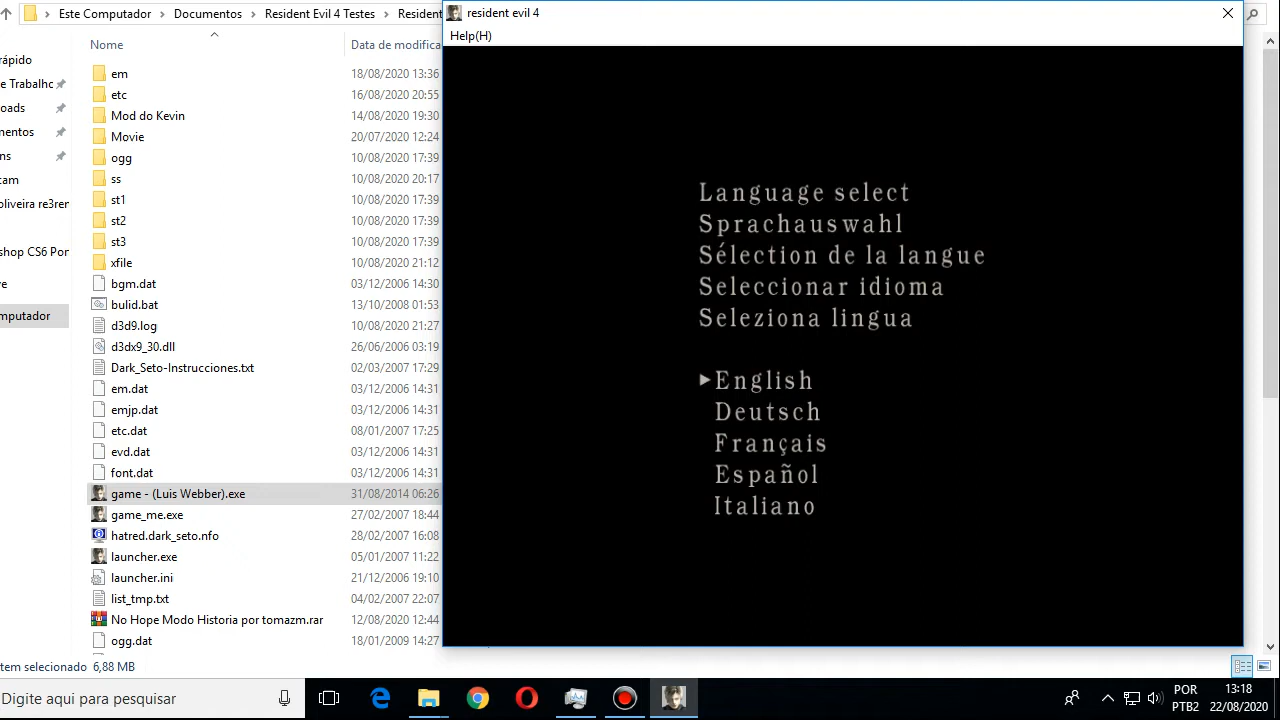 Este Computador > Documentos > Resident Evil 4 Testes > Resident
Nome
Data de modifica
rápido
e Trabalhc
oads
mentos
ns
cam
oliveira re3rem
shop CS6 Por
ve
mputador
em 18/08/2020 13:36
etc 16/08/2020 20:55
Mod do Kevin 14/08/2020 19:30
Movie 20/07/2020 12:24
ogg 10/08/2020 17:39
ss 10/08/2020 20:17
st1 10/08/2020 17:39
st2 10/08/2020 17:39
st3 10/08/2020 17:39
xfile 10/08/2020 21:12
bgm.dat 03/12/2006 14:30
bulid.bat 13/10/2008 01:53
d3d9.log 10/08/2020 21:27
d3dx9_30.dll 26/06/2006 03:19
Dark_Seto-Instrucciones.txt 02/03/2007 17:29
em.dat 03/12/2006 14:31
emjp.dat 03/12/2006 14:31
etc.dat 08/01/2007 17:25
evd.dat 03/12/2006 14:31
font.dat 03/12/2006 14:31
game - (Luis Webber).exe 31/08/2014 06:26
game_me.exe 27/02/2007 18:44
hatred.dark_seto.nfo 28/02/2007 16:08
launcher.exe 05/01/2007 11:22
launcher.ini 21/12/2006 19:10
list_tmp.txt 04/02/2007 22:07
No Hope Modo Historia por tomazm.rar 12/08/2020 12:44
ogg.dat 18/01/2009 14:27
tem selecionado 6,88 MB
resident evil 4
Help(H)
Language select
Sprachauswahl
Sélection de la langue
Seleccionar idioma
Seleziona lingua
English
Deutsch
Français
Español
Italiano
Digite aqui para pesquisar
POR
PTB2
13:18
22/08/2020